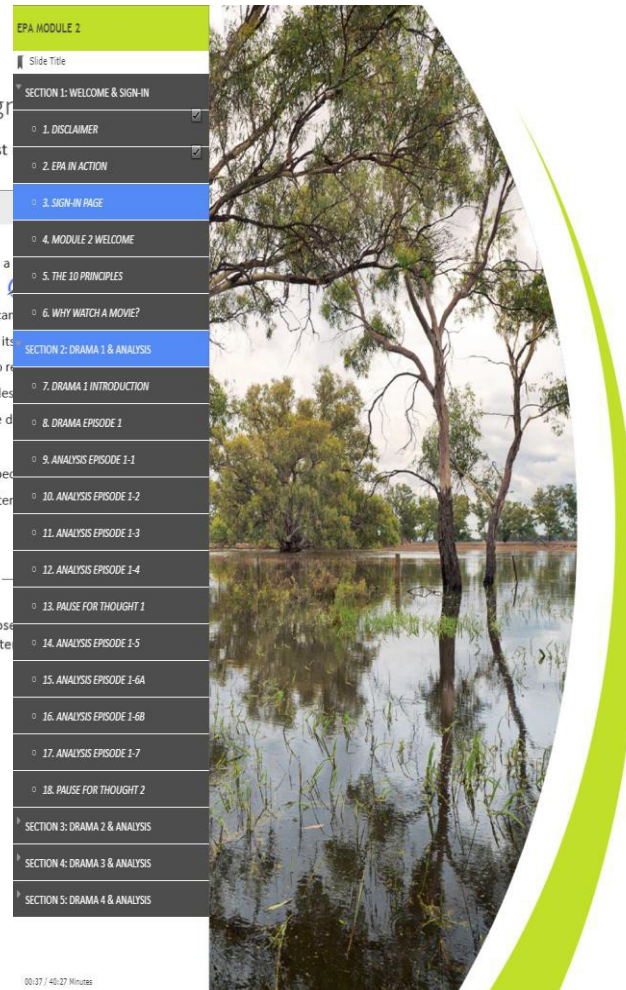 EPA MODULE 2
Slide Title
SECTION 1: WELCOME & SIGN-IN
1. DISCLAIMER
2. EPA IN ACTION
3. SIGN-IN PAGE
4. MODULE 2 WELCOME
5. THE 10 PRINCIPLES
6. WHY WATCH A MOVIE?
SECTION 2: DRAMA 1 & ANALYSIS
7. DRAMA 1 INTRODUCTION
8. DRAMA EPISODE 1
9. ANALYSIS EPISODE 1-1
10. ANALYSIS EPISODE 1-2
11. ANALYSIS EPISODE 1-3
12. ANALYSIS EPISODE 1-4
13. PAUSE FOR THOUGHT 1
14. ANALYSIS EPISODE 1-5
15. ANALYSIS EPISODE 1-6A
16. ANALYSIS EPISODE 1-6B
17. ANALYSIS EPISODE 1-7
18. PAUSE FOR THOUGHT 2
SECTION 3: DRAMA 2 & ANALYSIS
SECTION 4: DRAMA 3 & ANALYSIS
SECTION 5: DRAMA 4 & ANALYSIS
00:37 / 40:27 Minutes